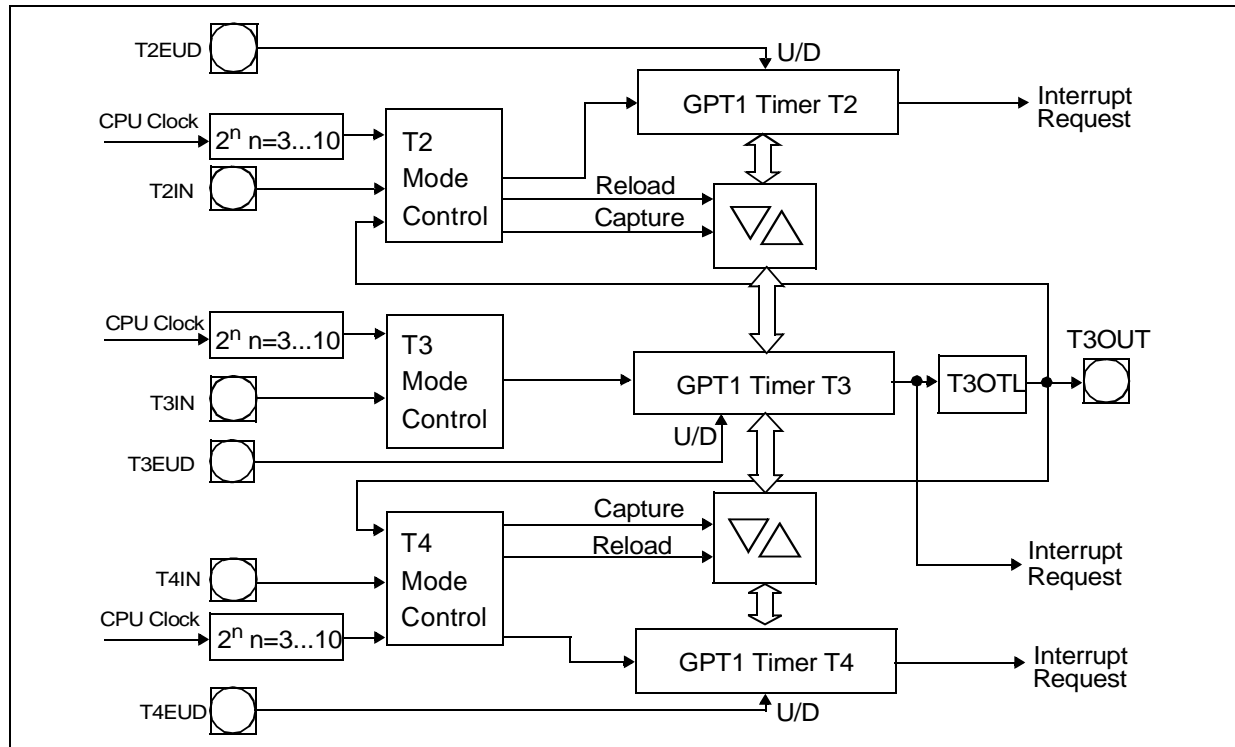 T2EUD
U/D
GPT1 Timer T2
Interrupt
Request
CPU Clock
2ⁿ n=3...10
T2
Mode
Control
T2IN
Reload
Capture
CPU Clock
2ⁿ n=3...10
T3
Mode
Control
T3IN
GPT1 Timer T3
T3OTL
T3OUT
U/D
T3EUD
Capture
Reload
T4
Mode
Control
Interrupt
Request
T4IN
CPU Clock
2ⁿ n=3...10
GPT1 Timer T4
Interrupt
Request
T4EUD
U/D